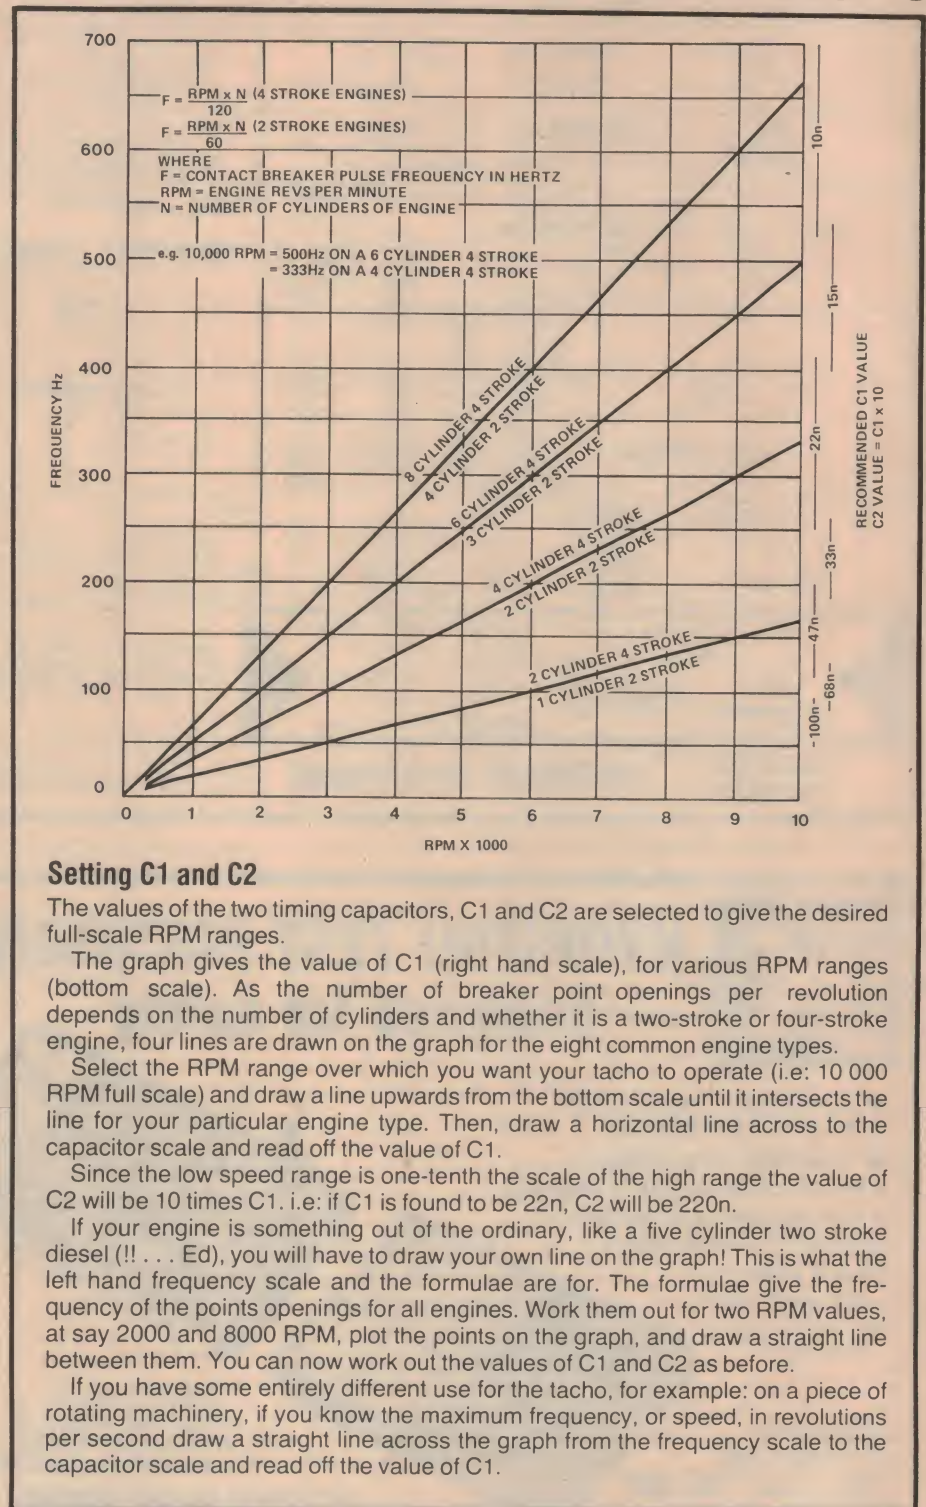 700
600
500
400
300
200
100
0
FREQUENCY Hz
F = RPM x N (4 STROKE ENGINES)
120
F = RPM x N (2 STROKE ENGINES)
60
WHERE
F = CONTACT BREAKER PULSE FREQUENCY IN HERTZ
RPM = ENGINE REVS PER MINUTE
N = NUMBER OF CYLINDERS OF ENGINE
e.g. 10,000 RPM = 500Hz ON A 6 CYLINDER 4 STROKE
= 333Hz ON A 4 CYLINDER 4 STROKE
8 CYLINDER 4 STROKE
4 CYLINDER 2 STROKE
6 CYLINDER 4 STROKE
3 CYLINDER 2 STROKE
4 CYLINDER 4 STROKE
2 CYLINDER 2 STROKE
2 CYLINDER 4 STROKE
1 CYLINDER 2 STROKE
10n
15n
22n
33n
47n
68n
100n
RECOMMENDED C1 VALUE
C2 VALUE = C1 x 10
0 1 2 3 4 5 6 7 8 9 10
RPM X 1000
Setting C1 and C2
The values of the two timing capacitors, C1 and C2 are selected to give the desired
full-scale RPM ranges.
The graph gives the value of C1 (right hand scale), for various RPM ranges
(bottom scale). As the number of breaker point openings per revolution
depends on the number of cylinders and whether it is a two-stroke or four-stroke
engine, four lines are drawn on the graph for the eight common engine types.
Select the RPM range over which you want your tacho to operate (i.e: 10 000
RPM full scale) and draw a line upwards from the bottom scale until it intersects the
line for your particular engine type. Then, draw a horizontal line across to the
capacitor scale and read off the value of C1.
Since the low speed range is one-tenth the scale of the high range the value of
C2 will be 10 times C1. i.e: if C1 is found to be 22n, C2 will be 220n.
If your engine is something out of the ordinary, like a five cylinder two stroke
diesel (!! . . . Ed), you will have to draw your own line on the graph! This is what the
left hand frequency scale and the formulae are for. The formulae give the fre-
quency of the points openings for all engines. Work them out for two RPM values,
at say 2000 and 8000 RPM, plot the points on the graph, and draw a straight line
between them. You can now work out the values of C1 and C2 as before.
If you have some entirely different use for the tacho, for example: on a piece of
rotating machinery, if you know the maximum frequency, or speed, in revolutions
per second draw a straight line across the graph from the frequency scale to the
capacitor scale and read off the value of C1.